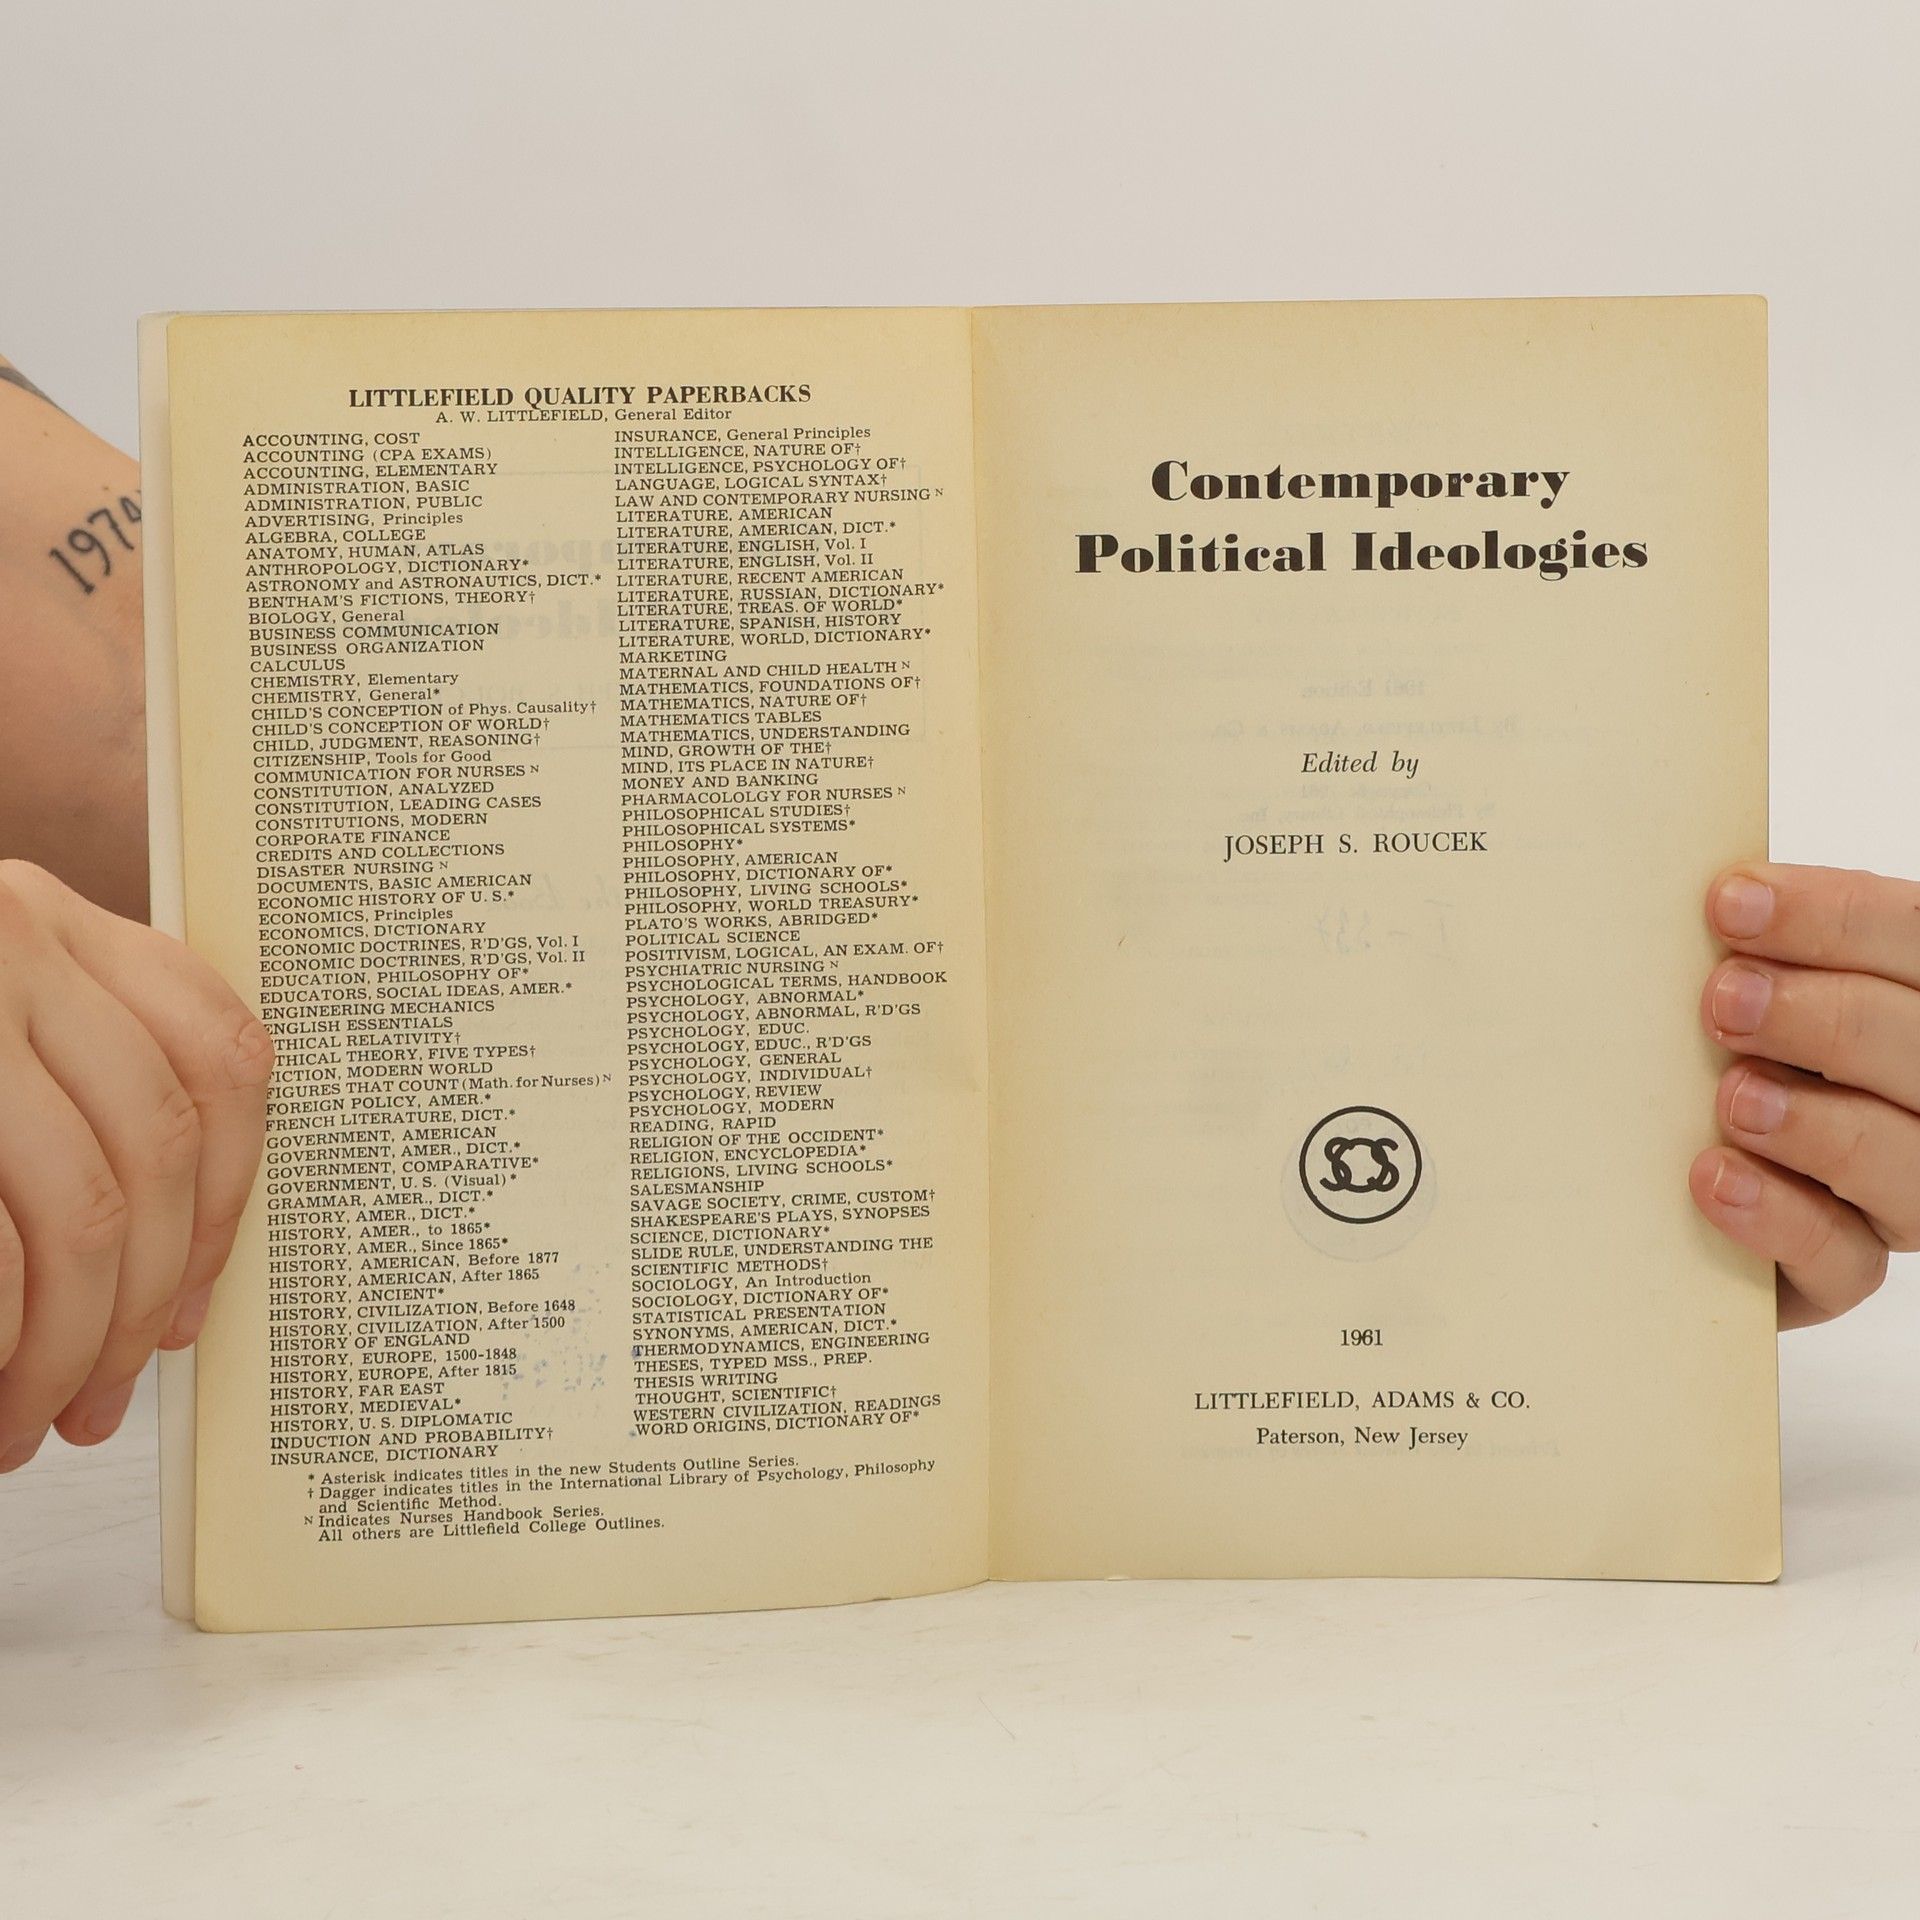 1974
LITTLEFIELD QUALITY PAPERBACKS
A. W. LITTLEFIELD, General Editor
ACCOUNTING, COST
ACCOUNTING (CPA EXAMS)
ACCOUNTING, ELEMENTARY
ADMINISTRATION, BASIC
ADMINISTRATION, PUBLIC
ADVERTISING, Principles
ALGEBRA, COLLEGE
ANATOMY, HUMAN, ATLAS
ANTHROPOLOGY, DICTIONARY*
ASTRONOMY and ASTRONAUTICS, DICT.*
BENTHAM'S FICTIONS, THEORY†
BIOLOGY, General
BUSINESS COMMUNICATION
BUSINESS ORGANIZATION
CALCULUS
CHEMISTRY, Elementary
CHEMISTRY, General*
CHILD'S CONCEPTION of Phys. Causality†
CHILD'S CONCEPTION OF WORLD†
CHILD, JUDGMENT, REASONING†
CITIZENSHIP, Tools for Good
COMMUNICATION FOR NURSES N
CONSTITUTION, ANALYZED
CONSTITUTION, LEADING CASES
CONSTITUTIONS, MODERN
CORPORATE FINANCE
CREDITS AND COLLECTIONS
DISASTER NURSING N
DOCUMENTS, BASIC AMERICAN
ECONOMIC HISTORY OF U. S.*
ECONOMICS, Principles
ECONOMICS, DICTIONARY
ECONOMIC DOCTRINES, R'D'GS, Vol. I
ECONOMIC DOCTRINES, R'D'GS, Vol. II
EDUCATION, PHILOSOPHY OF*
EDUCATORS, SOCIAL IDEAS, AMER.*
ENGINEERING MECHANICS
ENGLISH ESSENTIALS
THICAL RELATIVITY†
THICAL THEORY, FIVE TYPES†
FICTION, MODERN WORLD
FIGURES THAT COUNT (Math. for Nurses) N
FOREIGN POLICY, AMER.*
FRENCH LITERATURE, DICT.*
GOVERNMENT, AMERICAN
GOVERNMENT, AMER., DICT.*
GOVERNMENT, COMPARATIVE*
GOVERNMENT, U. S. (Visual)*
GRAMMAR, AMER., DICT.*
HISTORY, AMER., DICT.*
HISTORY, AMER., to 1865*
HISTORY, AMER., Since 1865*
HISTORY, AMERICAN, Before 1877
HISTORY, AMERICAN, After 1865
HISTORY, ANCIENT*
HISTORY, CIVILIZATION, Before 1648
HISTORY, CIVILIZATION, After 1500
HISTORY OF ENGLAND
HISTORY, EUROPE, 1500-1848
HISTORY, EUROPE, After 1815
HISTORY, FAR EAST
HISTORY, MEDIEVAL*
HISTORY, U. S. DIPLOMATIC
INDUCTION AND PROBABILITY†
INSURANCE, DICTIONARY
INSURANCE, General Principles
INTELLIGENCE, NATURE OF†
INTELLIGENCE, PSYCHOLOGY OF†
LANGUAGE, LOGICAL SYNTAX†
LAW AND CONTEMPORARY NURSING N
LITERATURE, AMERICAN
LITERATURE, AMERICAN, DICT.*
LITERATURE, ENGLISH, Vol. I
LITERATURE, ENGLISH, Vol. II
LITERATURE, RECENT AMERICAN
LITERATURE, RUSSIAN, DICTIONARY*
LITERATURE, TREAS. OF WORLD*
LITERATURE, SPANISH, HISTORY
LITERATURE, WORLD, DICTIONARY*
MARKETING
MATERNAL AND CHILD HEALTH N
MATHEMATICS, FOUNDATIONS OF†
MATHEMATICS, NATURE OF†
MATHEMATICS TABLES
MATHEMATICS, UNDERSTANDING
MIND, GROWTH OF THE†
MIND, ITS PLACE IN NATURE†
MONEY AND BANKING
PHARMACOLOLGY FOR NURSES N
PHILOSOPHICAL STUDIES†
PHILOSOPHICAL SYSTEMS*
PHILOSOPHY*
PHILOSOPHY, AMERICAN
PHILOSOPHY, DICTIONARY OF*
PHILOSOPHY, LIVING SCHOOLS*
PHILOSOPHY, WORLD TREASURY*
PLATO'S WORKS, ABRIDGED*
POLITICAL SCIENCE
POSITIVISM, LOGICAL, AN EXAM. OF†
PSYCHIATRIC NURSING N
PSYCHOLOGICAL TERMS, HANDBOOK
PSYCHOLOGY, ABNORMAL*
PSYCHOLOGY, ABNORMAL, R'D'GS
PSYCHOLOGY, EDUC.
PSYCHOLOGY, EDUC., R'D'GS
PSYCHOLOGY, GENERAL
PSYCHOLOGY, INDIVIDUAL†
PSYCHOLOGY, REVIEW
PSYCHOLOGY, MODERN
READING, RAPID
RELIGION OF THE OCCIDENT*
RELIGION, ENCYCLOPEDIA*
RELIGIONS, LIVING SCHOOLS*
SALESMANSHIP
SAVAGE SOCIETY, CRIME, CUSTOM†
SHAKESPEARE'S PLAYS, SYNOPSES
SCIENCE, DICTIONARY*
SLIDE RULE, UNDERSTANDING THE
SCIENTIFIC METHODS†
SOCIOLOGY, An Introduction
SOCIOLOGY, DICTIONARY OF*
STATISTICAL PRESENTATION
SYNONYMS, AMERICAN, DICT.*
THERMODYNAMICS, ENGINEERING
THESES, TYPED MSS., PREP.
THESIS WRITING
THOUGHT, SCIENTIFIC†
WESTERN CIVILIZATION, READINGS
WORD ORIGINS, DICTIONARY OF*
* Asterisk indicates titles in the new Students Outline Series.
† Dagger indicates titles in the International Library of Psychology, Philosophy
and Scientific Method.
N Indicates Nurses Handbook Series.
All others are Littlefield College Outlines.
Contemporary
Political Ideologies
Edited by
JOSEPH S. ROUCEK
SCS
1961
LITTLEFIELD, ADAMS & CO.
Paterson, New Jersey